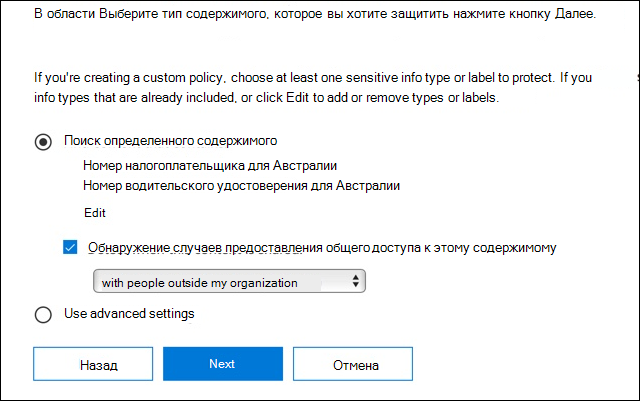 В области Выберите тип содержимого, которое вы хотите защитить нажмите кнопку Далее.
If you're creating a custom policy, choose at least one sensitive info type or label to protect. If you
info types that are already included, or click Edit to add or remove types or labels.
Поиск определенного содержимого
Номер налогоплательщика для Австралии
Номер водительского удостоверения для Австралии
Edit
Обнаружение случаев предоставления общего доступа к этому содержимому
with people outside my organization
Use advanced settings
Назад Next Отмена